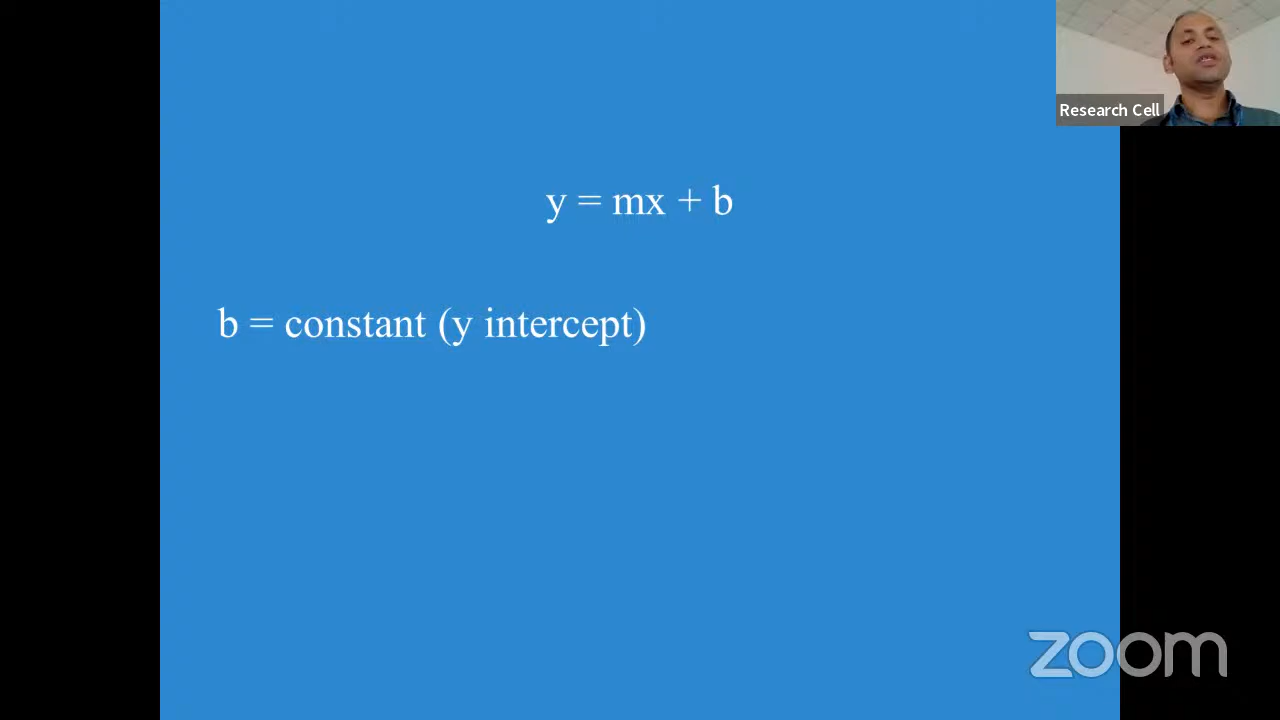 Research Cell
y = mx + b
b = constant (y intercept)
zoom